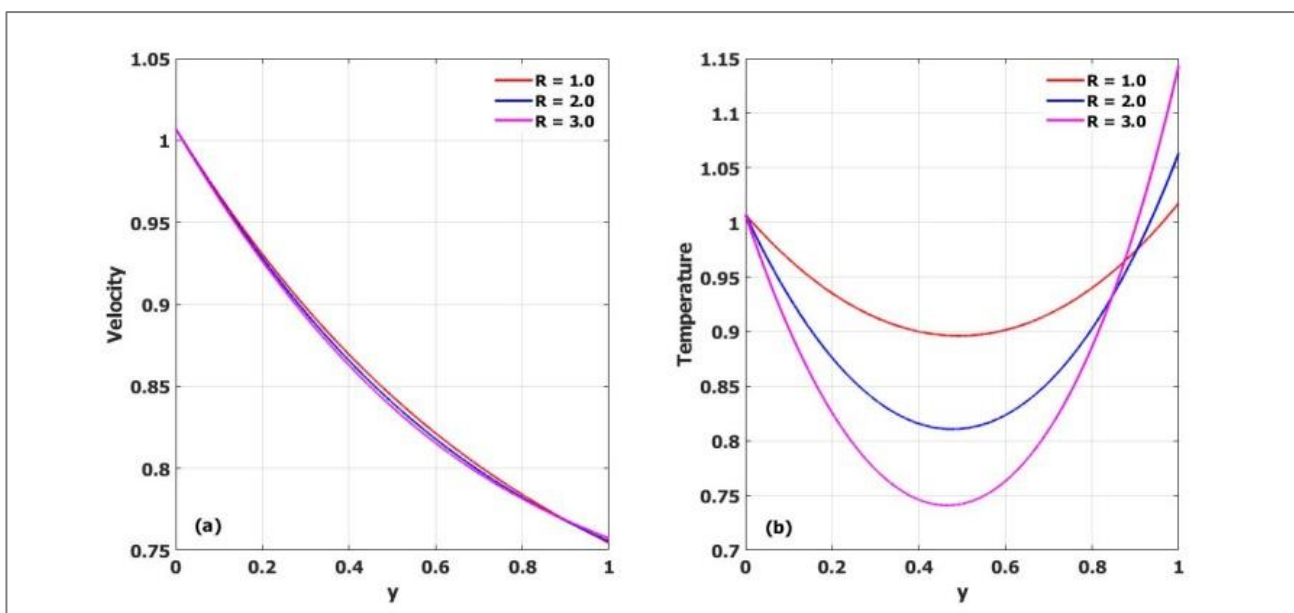 1.05
1
0.95
0.9
0.85
0.8
0.75
Velocity
R = 1.0
R = 2.0
R = 3.0
(a)
0 0.2 0.4 0.6 0.8 1
y
1.15
1.1
1.05
1
0.95
0.9
0.85
0.8
0.75
0.7
Temperature
R = 1.0
R = 2.0
R = 3.0
(b)
0 0.2 0.4 0.6 0.8 1
y